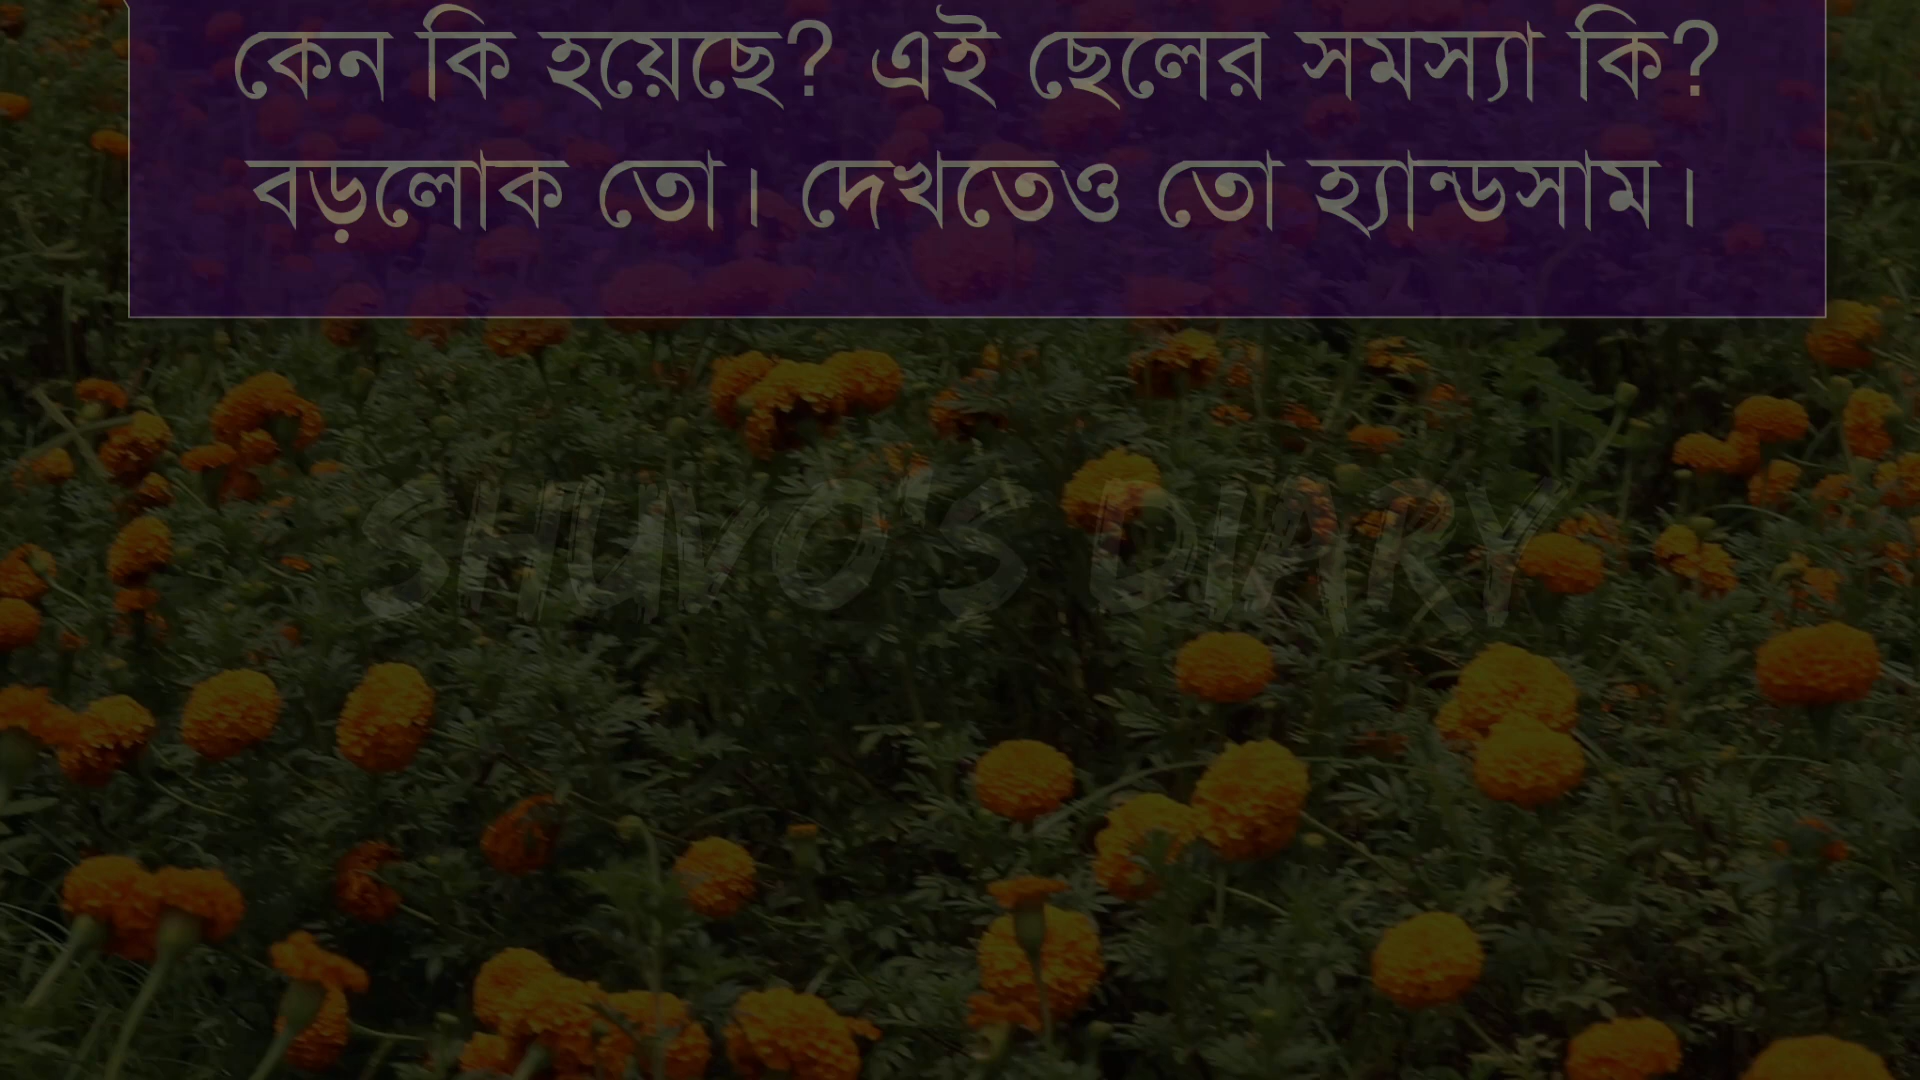 কেন কি হয়েছে? এই ছেলের সমস্যা কি?
বড়লোক তো। দেখতেও তো হ্যান্ডসাম।
SHUVO'S DIARY